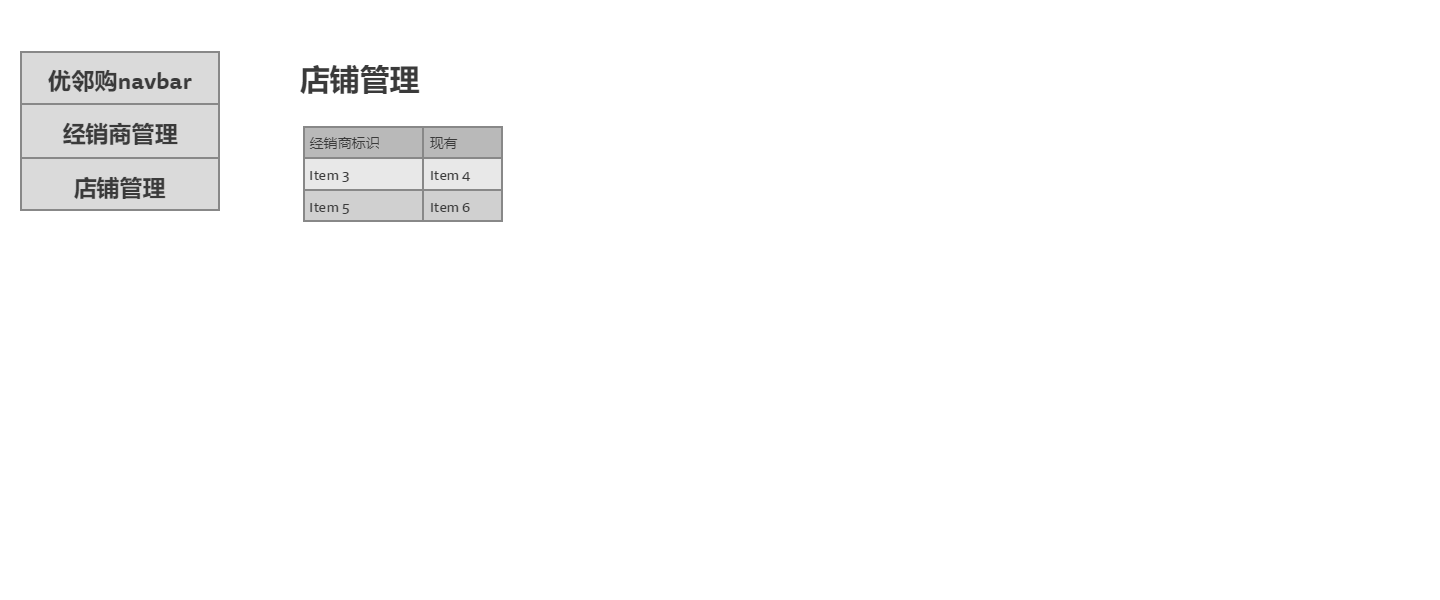 优邻购navbar
经销商管理
店铺管理
店铺管理
经销商标识 现有
Item 3 Item 4
Item 5 Item 6